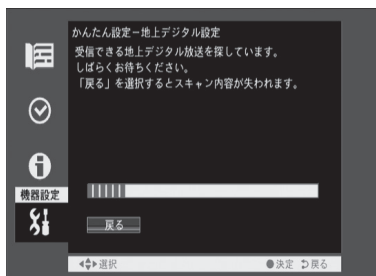 かんたん設定－地上デジタル設定
受信できる地上デジタル放送を探しています。
しばらくお待ちください。
「戻る」を選択するとスキャン内容が失われます。
機器設定
戻る
選択
決定 戻る